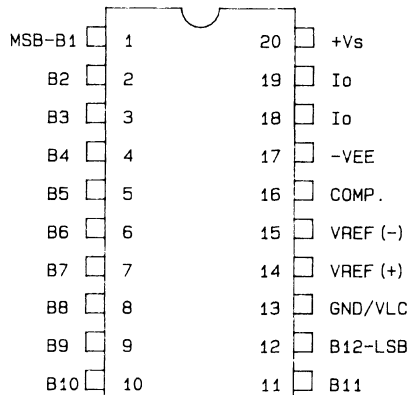 MSB-B1 1 20 +Vs
B2 2 19 Io
B3 3 18 Io
B4 4 17 -VEE
B5 5 16 COMP.
B6 6 15 VREF(-)
B7 7 14 VREF(+)
B8 8 13 GND/VLC
B9 9 12 B12-LSB
B10 10 11 B11